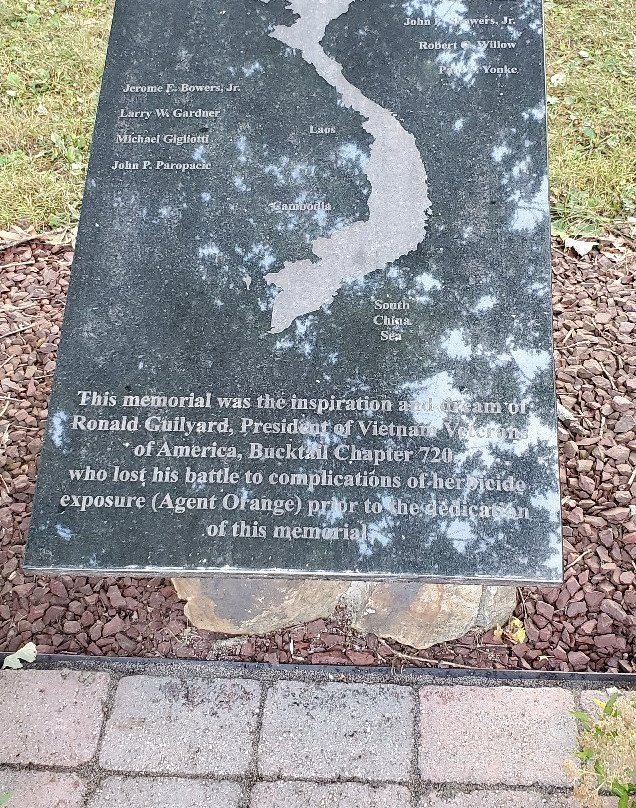 John E. Bowers, Jr.
Robert C. Willow
Yonke
Jerome E. Bowers, Jr.
Larry W. Gardner
Michael Gigliotti
John P. Paropacic
Laos
Cambodia
South
China
Sea
This memorial was the inspiration and dream of
Ronald Guilyard, President of Vietnam Veterans
of America, Bucktail Chapter 720,
who lost his battle to complications of herbicide
exposure (Agent Orange) prior to the dedication
of this memorial.